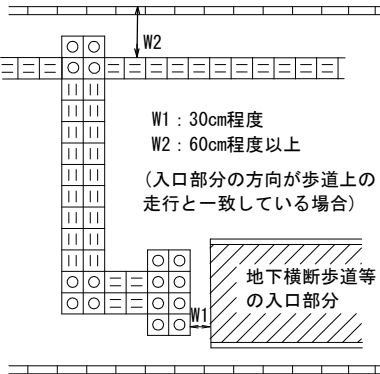 W2
W1：30cm程度
W2：60cm程度以上
（入口部分の方向が歩道上の
走行と一致している場合）
地下横断歩道等
の入口部分
W1